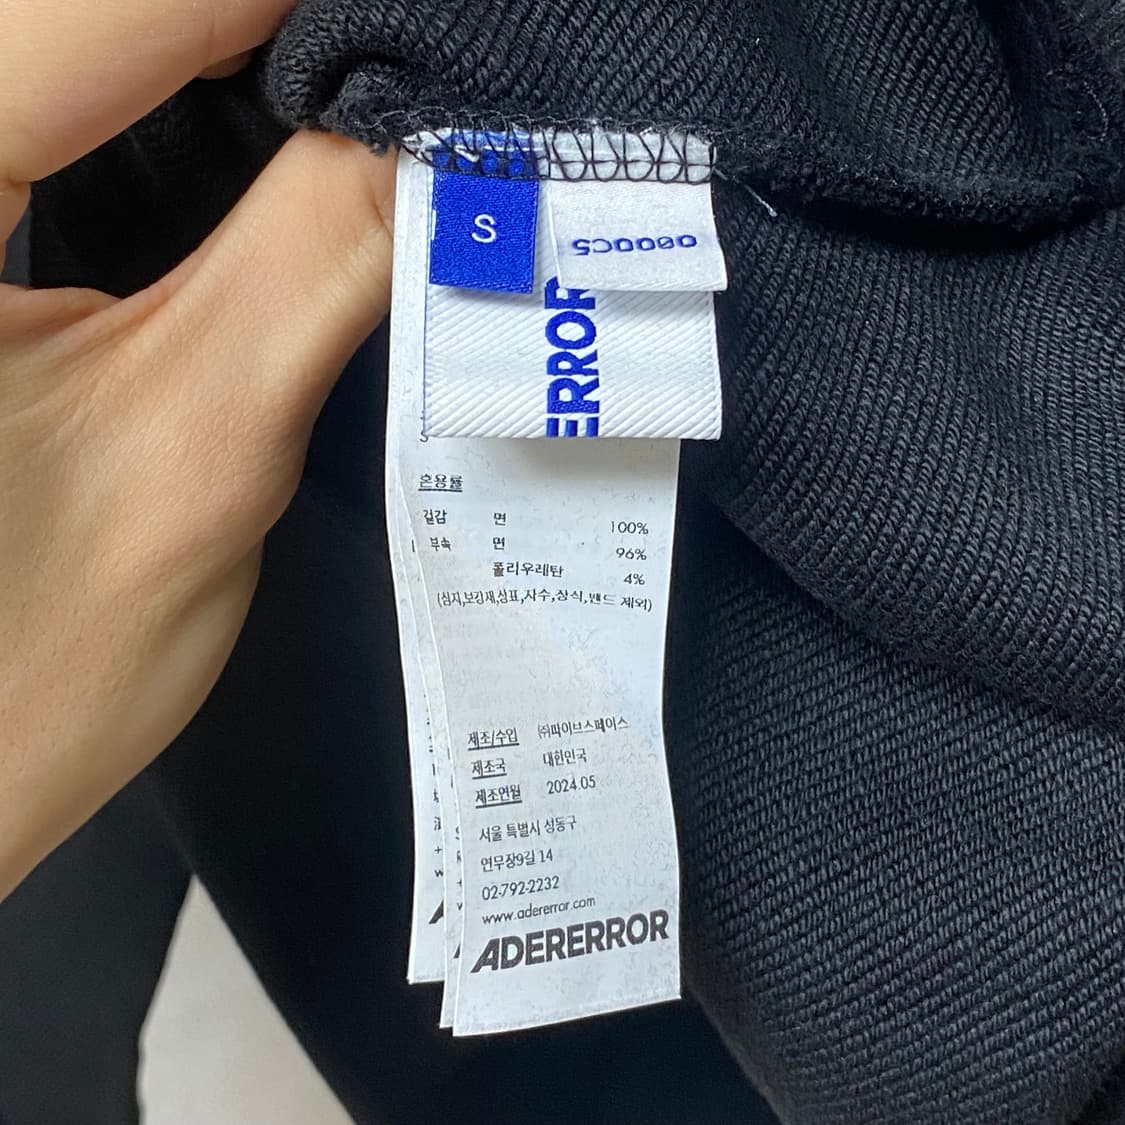 S
0000C5
ERROR
S
혼용률
겉감 면 100%
부속 면 96%
폴리우레탄 4%
(심지,보강재,성표,자수,장식,밴드 제외)
제조/수입 ㈜파이브스페이스
제조국 대한민국
제조연월 2024.05
서울 특별시 성동구
연무장9길 14
02-792-2232
www.adererror.com
ADERERROR